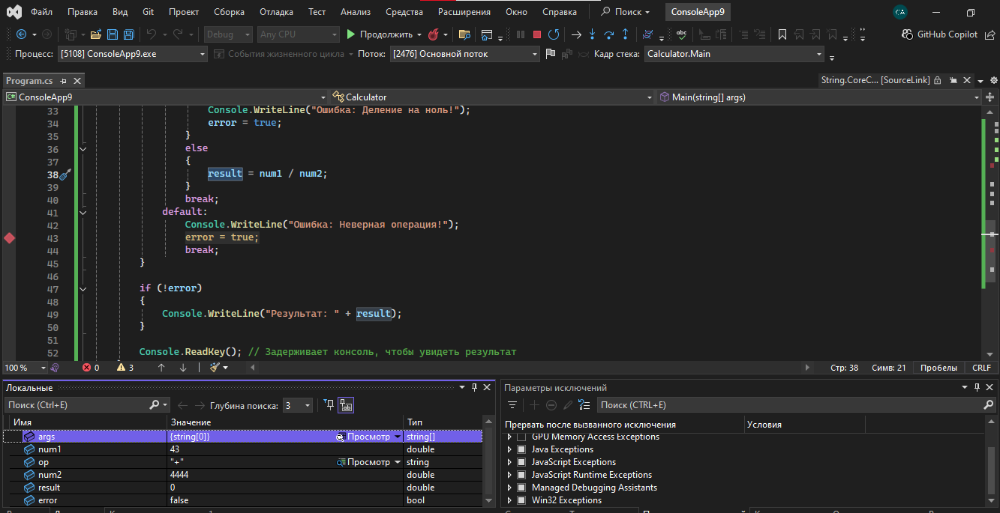 Файл Правка Вид Git Проект Сборка Отладка Тест Анализ Средства Расширения Окно Справка Поиск ConsoleApp9 CA
Debug Any CPU Продолжить abc GitHub Copilot
Процесс: [5108] ConsoleApp9.exe События жизненного цикла Поток: [2476] Основной поток Кадр стека: Calculator.Main
Program.cs String.CoreC... [SourceLink]
C# ConsoleApp9 Calculator Main(string[] args)
33 Console.WriteLine("Ошибка: Деление на ноль!");
34 error = true;
35 }
36 else
37 {
38 result = num1 / num2;
39 }
40 break;
41 default:
42 Console.WriteLine("Ошибка: Неверная операция!");
43 error = true;
44 break;
45 }
46
47 if (!error)
48 {
49 Console.WriteLine("Результат: " + result);
50 }
51
52 Console.ReadKey(); // Задерживает консоль, чтобы увидеть результат
100 % 0 3 Стр: 38 Симв: 21 Пробелы CRLF
Локальные
Поиск (Ctrl+E) Глубина поиска: 3
Имя Значение Тип
args {string[0]} Просмотр string[]
num1 43 double
op "+" Просмотр string
num2 4444 double
result 0 double
error false bool
Параметры исключений
Поиск (CTRL+E)
Прервать после вызванного исключения Условия
GPU Memory Access Exceptions
Java Exceptions
JavaScript Exceptions
JavaScript Runtime Exceptions
Managed Debugging Assistants
Win32 Exceptions